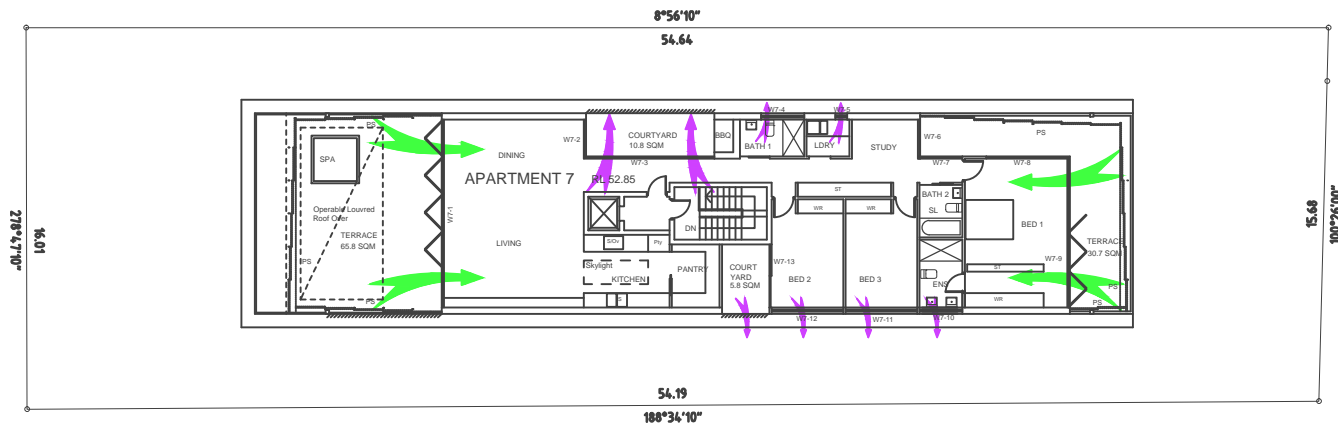 8°56'10"
54.64
PS
W7-2
COURTYARD
10.8 SQM
BBQ
W7-4
BATH 1
W7-5
LDRY
STUDY
W7-6
PS
SPA
DINING
W7-3
W7-7
W7-8
APARTMENT 7
RL 52.85
ST
BATH 2
SL
WR
WR
Operable Louvred
Roof Over
TERRACE
65.8 SQM
W7-1
LIVING
DN
BED 1
TERRACE
30.7 SQM
S/Ov
Pty
Skylight
KITCHEN
PANTRY
COURT
YARD
5.8 SQM
W7-13
BED 2
BED 3
ENS
ST
W7-9
WR
PS
PS
S
PS
W7-12
W7-11
W7-10
278°47'10"
16.01
15.68
100°26'00"
54.19
188°34'10"